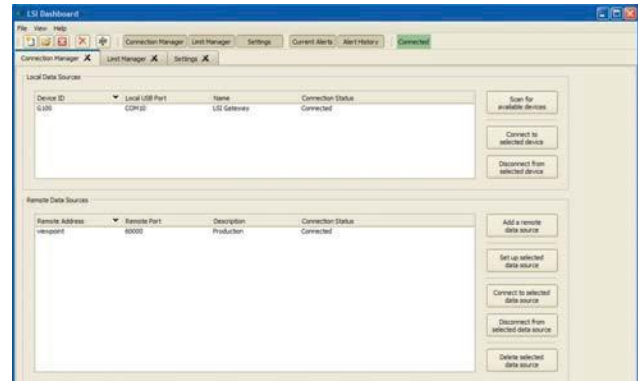 LSI Dashboard
File View Help
Connection Manager Limit Manager Settings Current Alerts Alert History Connected
Connection Manager X Limit Manager X Settings X
Local Data Sources
Device ID Local USB Port Name Connection Status
G100 COM10 LSI Gateway Connected
Scan for
available devices
Connect to
selected device
Disconnect from
selected device
Remote Data Sources
Remote Address Remote Port Description Connection Status
viewpoint 60000 Production Connected
Add a remote
data source
Set up selected
data source
Connect to selected
data source
Disconnect from
selected data source
Delete selected
data source